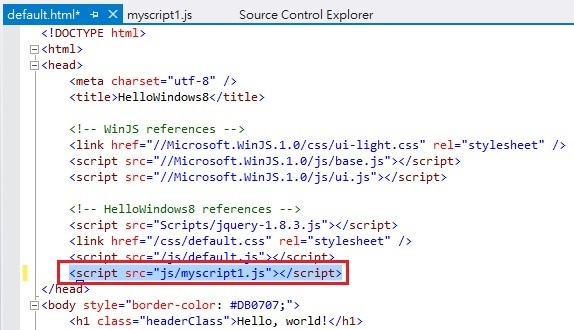 default.html* myscript1.js Source Control Explorer
<!DOCTYPE html>
<html>
<head>
<meta charset="utf-8" />
<title>HelloWindows8</title>
<!-- WinJS references -->
<link href="//Microsoft.WinJS.1.0/css/ui-light.css" rel="stylesheet" />
<script src="//Microsoft.WinJS.1.0/js/base.js"></script>
<script src="//Microsoft.WinJS.1.0/js/ui.js"></script>
<!-- HelloWindows8 references -->
<script src="Scripts/jquery-1.8.3.js"></script>
<link href="/css/default.css" rel="stylesheet" />
<script src="/js/default.js"></script>
<script src="js/myscript1.js"></script>
</head>
<body style="border-color: #DB0707;">
<h1 class="headerClass">Hello, world!</h1>